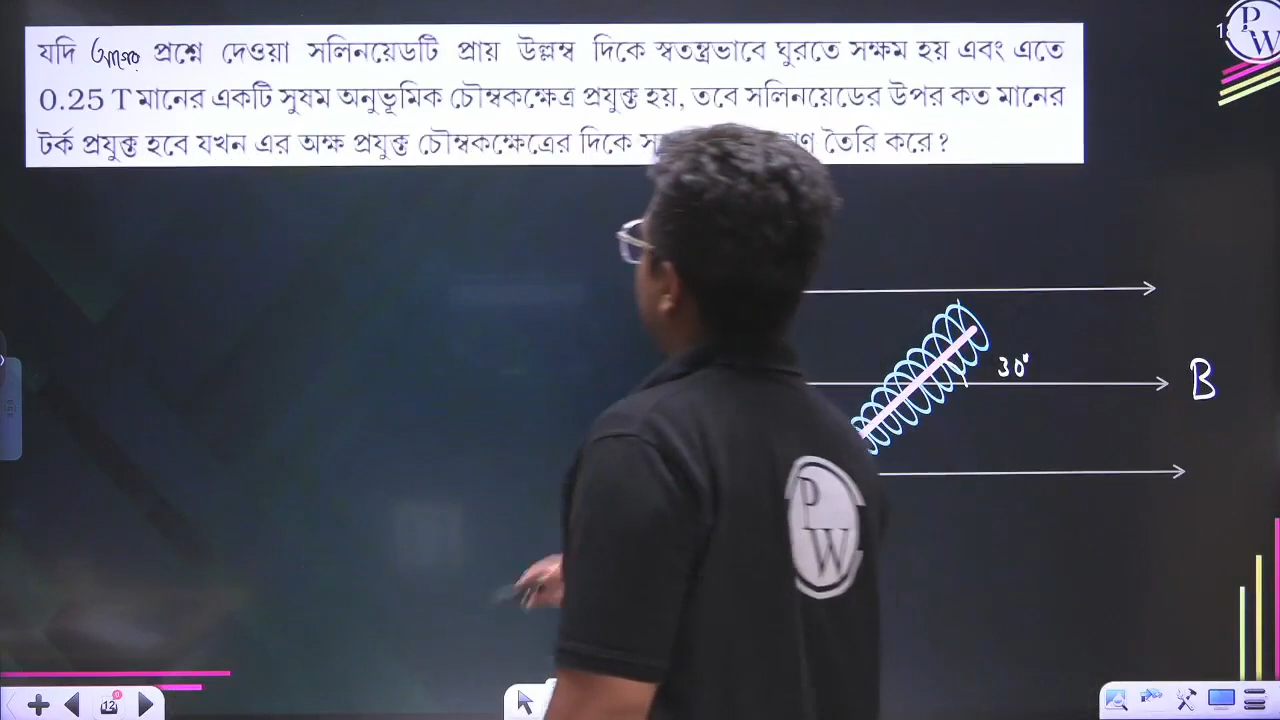 যদি প্রশ্নে দেওয়া সলিনয়েডটি প্রায় উল্লম্ব দিকে স্বতন্ত্রভাবে ঘুরতে সক্ষম হয় এবং এতে
0.25 T মানের একটি সুষম অনুভূমিক চৌম্বকক্ষেত্র প্রযুক্ত হয়, তবে সলিনয়েডের উপর কত মানের
টর্ক প্রযুক্ত হবে যখন এর অক্ষ প্রযুক্ত চৌম্বকক্ষেত্রের দিকে তৈরি করে?
30°
B
P
W
P
W
12